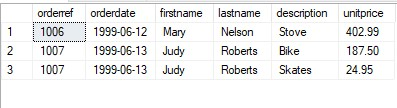 orderref orderdate firstname lastname description unitprice
1 1006 1999-06-12 Mary Nelson Stove 402.99
2 1007 1999-06-13 Judy Roberts Bike 187.50
3 1007 1999-06-13 Judy Roberts Skates 24.95